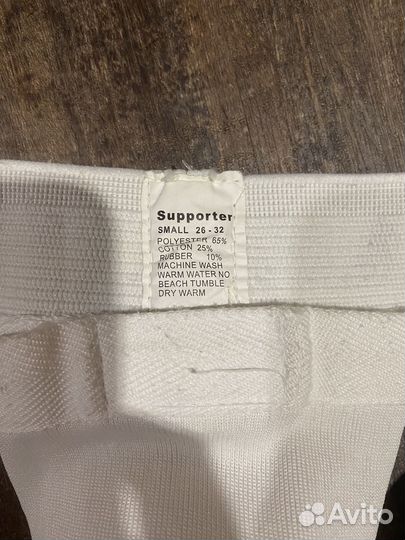 Supporter
SMALL 26 - 32
POLYESTER 65%
COTTON 25%
RUBBER 10%
MACHINE WASH
WARM WATER NO
BEACH TUMBLE
DRY WARM
Avito